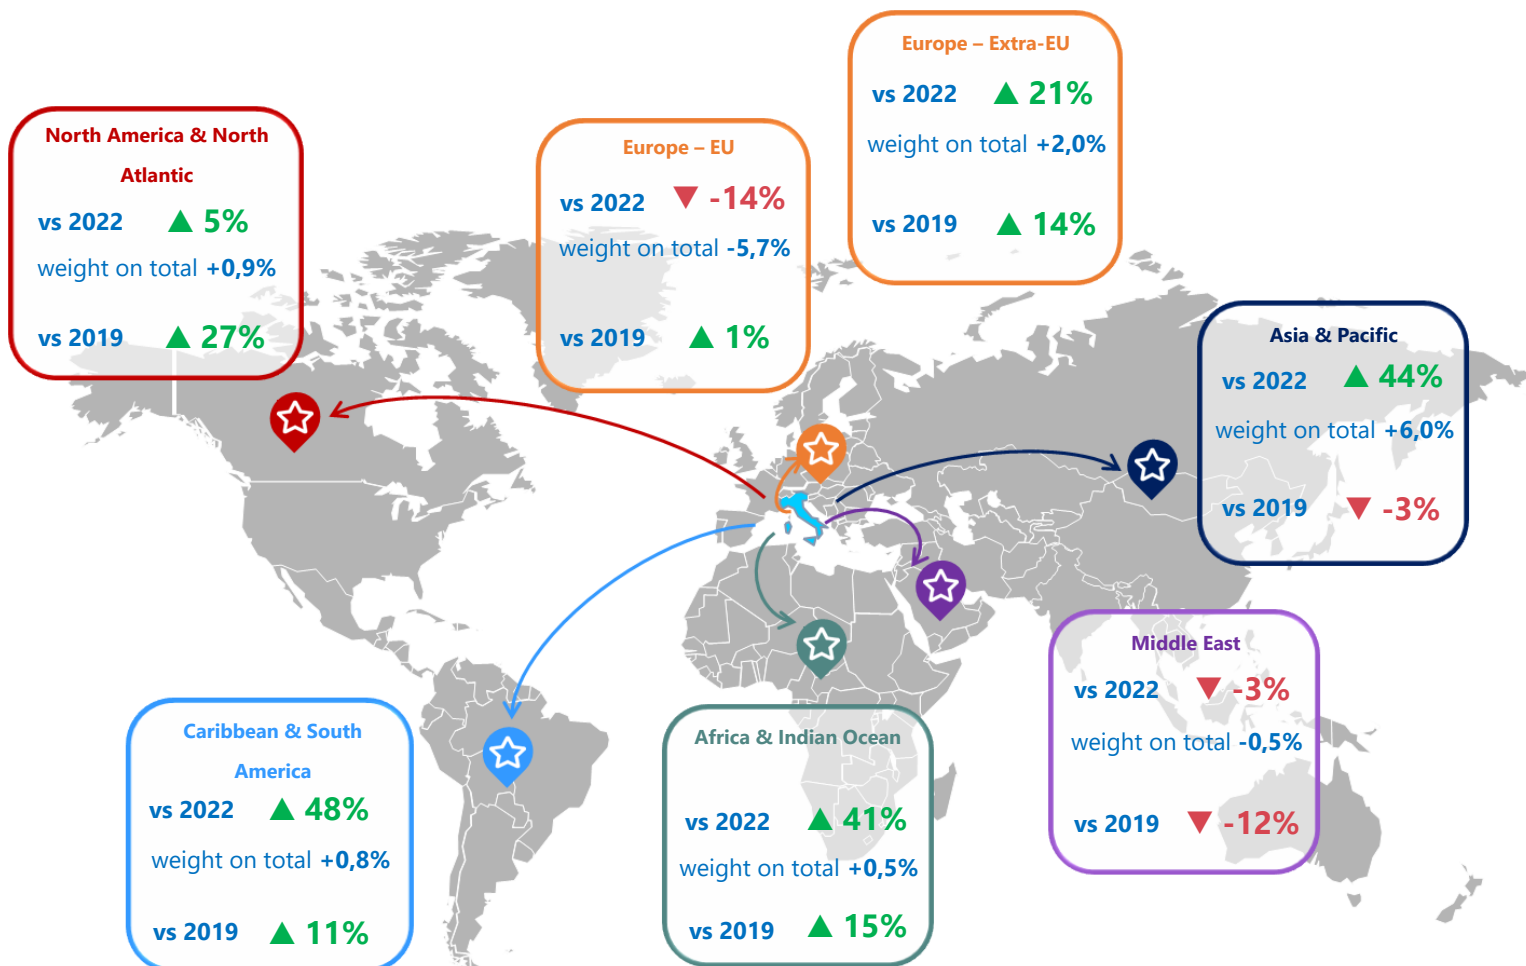 Europe – Extra-EU
vs 2022 ▲ 21%
weight on total +2,0%
vs 2019 ▲ 14%
North America & North
Atlantic
vs 2022 ▲ 5%
weight on total +0,9%
vs 2019 ▲ 27%
Europe – EU
vs 2022 ▼ -14%
weight on total -5,7%
vs 2019 ▲ 1%
Asia & Pacific
vs 2022 ▲ 44%
weight on total +6,0%
vs 2019 ▼ -3%
Middle East
vs 2022 ▼ -3%
weight on total -0,5%
vs 2019 ▼ -12%
Caribbean & South
America
vs 2022 ▲ 48%
weight on total +0,8%
vs 2019 ▲ 11%
Africa & Indian Ocean
vs 2022 ▲ 41%
weight on total +0,5%
vs 2019 ▲ 15%